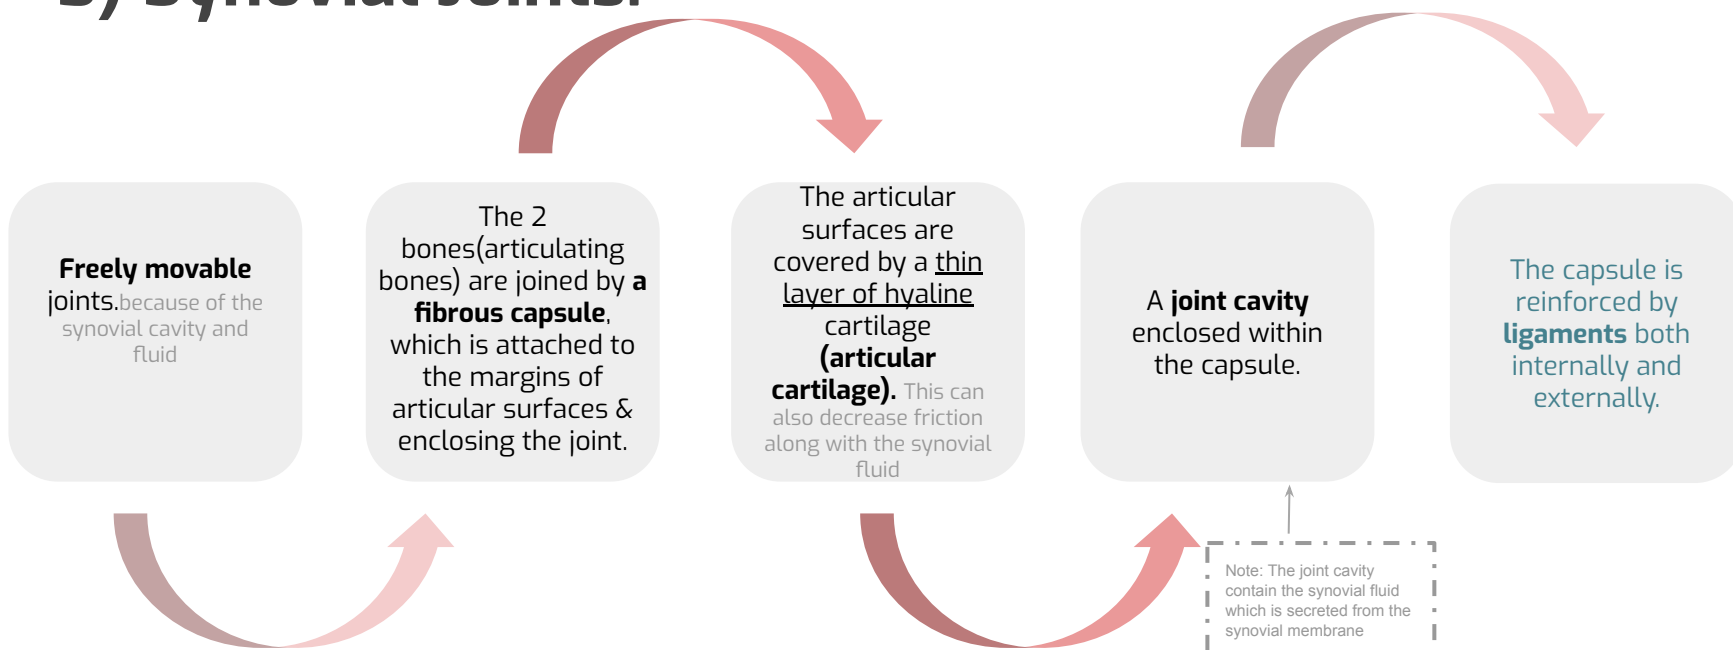 Synovial Joints:
Freely movable
joints.because of the
synovial cavity and
fluid
The 2
bones(articulating
bones) are joined by a
fibrous capsule,
which is attached to
the margins of
articular surfaces &
enclosing the joint.
The articular
surfaces are
covered by a thin
layer of hyaline
cartilage
(articular
cartilage). This can
also decrease friction
along with the synovial
fluid
A joint cavity
enclosed within
the capsule.
Note: The joint cavity
contain the synovial fluid
which is secreted from the
synovial membrane
The capsule is
reinforced by
ligaments both
internally and
externally.